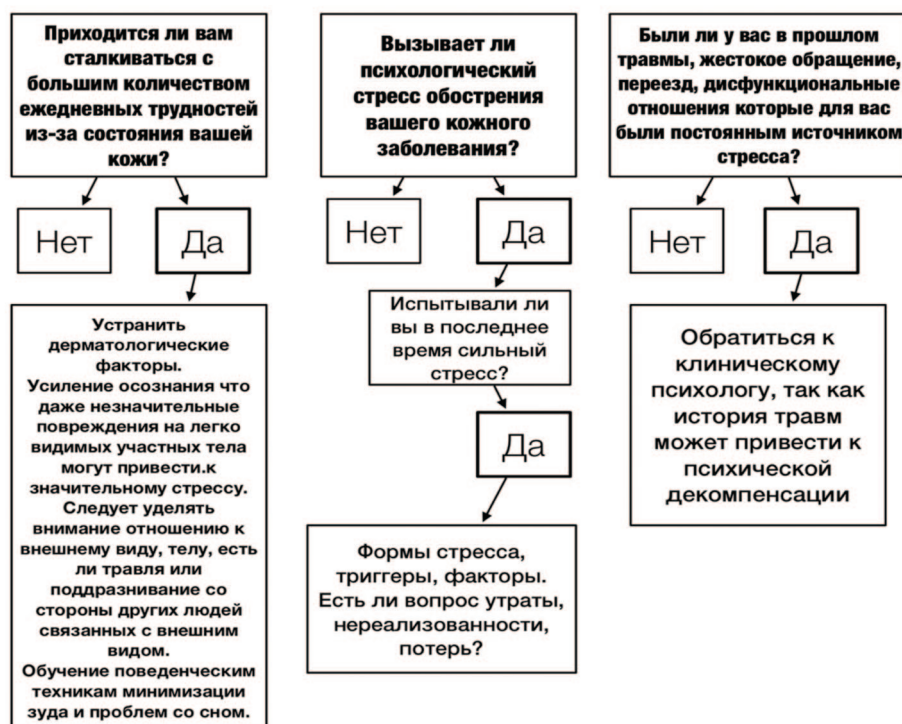 Приходится ли вам
сталкиваться с
большим количеством
ежедневных трудностей
из-за состояния вашей
кожи?
Нет
Да
Устранить
дерматологические
факторы.
Усиление осознания что
даже незначительные
повреждения на легко
видимых участных тела
могут привести.к
значительному стрессу.
Следует уделять
внимание отношению к
внешнему виду, телу, есть
ли травля или
поддразнивание со
стороны других людей
связанных с внешним
видом.
Обучение поведенческим
техникам минимизации
зуда и проблем со сном.
Вызывает ли
психологический
стресс обострения
вашего кожного
заболевания?
Нет
Да
Испытывали ли
вы в последнее
время сильный
стресс?
Да
Формы стресса,
триггеры, факторы.
Есть ли вопрос утраты,
нереализованности,
потерь?
Были ли у вас в прошлом
травмы, жестокое обращение,
переезд, дисфункциональные
отношения которые для вас
были постоянным источником
стресса?
Нет
Да
Обратиться к
клиническому
психологу, так как
история травм
может привести к
психической
декомпенсации